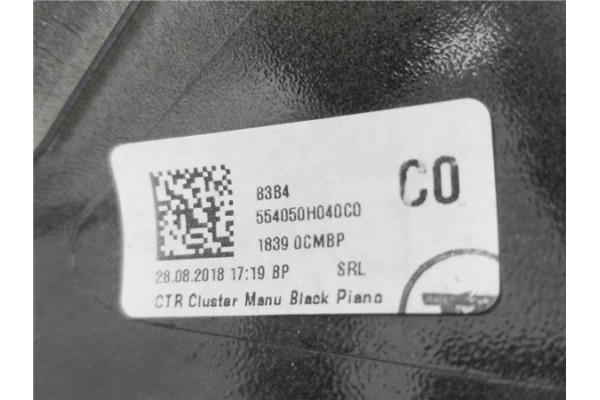 C0
83B4
554050H040C0
1839 0CMBP
28.08.2018 17:19 BP SRL
CTR Cluster Manu Black Piano